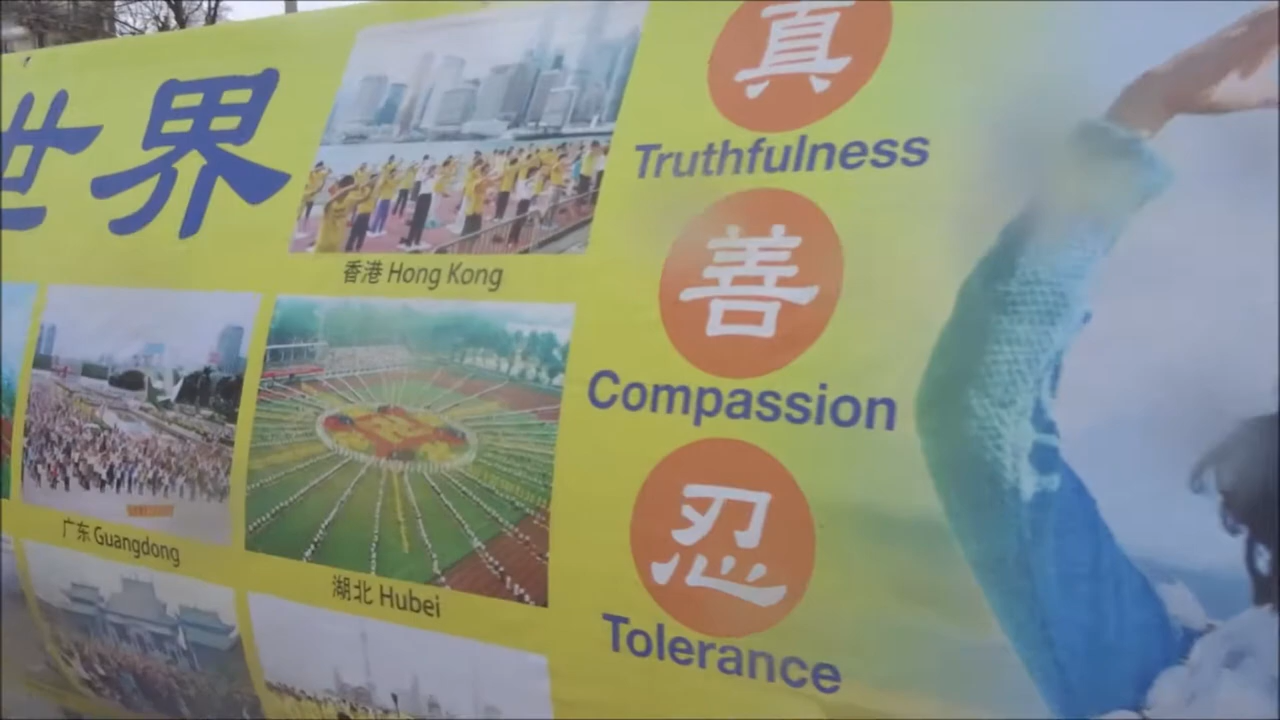 世界
香港 Hong Kong
广东 Guangdong
湖北 Hubei
真
Truthfulness
善
Compassion
忍
Tolerance